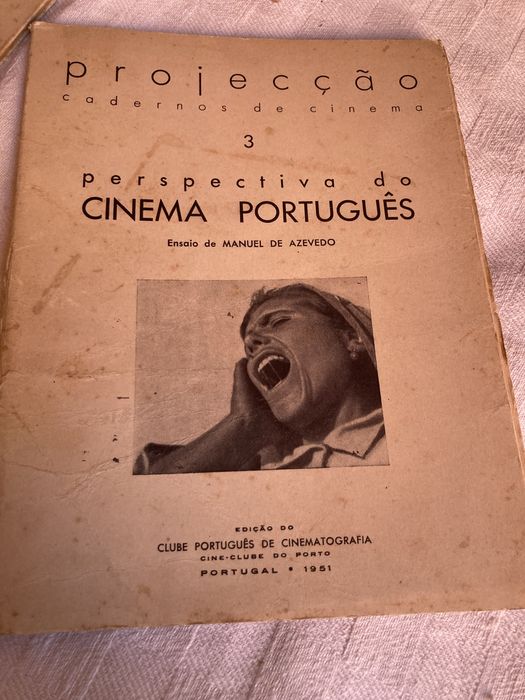 projecção
cadernos de cinema
3
perspectiva do
CINEMA PORTUGUÊS
Ensaio de MANUEL DE AZEVEDO
EDIÇÃO DO
CLUBE PORTUGUÊS DE CINEMATOGRAFIA
CINE-CLUBE DO PORTO
PORTUGAL • 1951